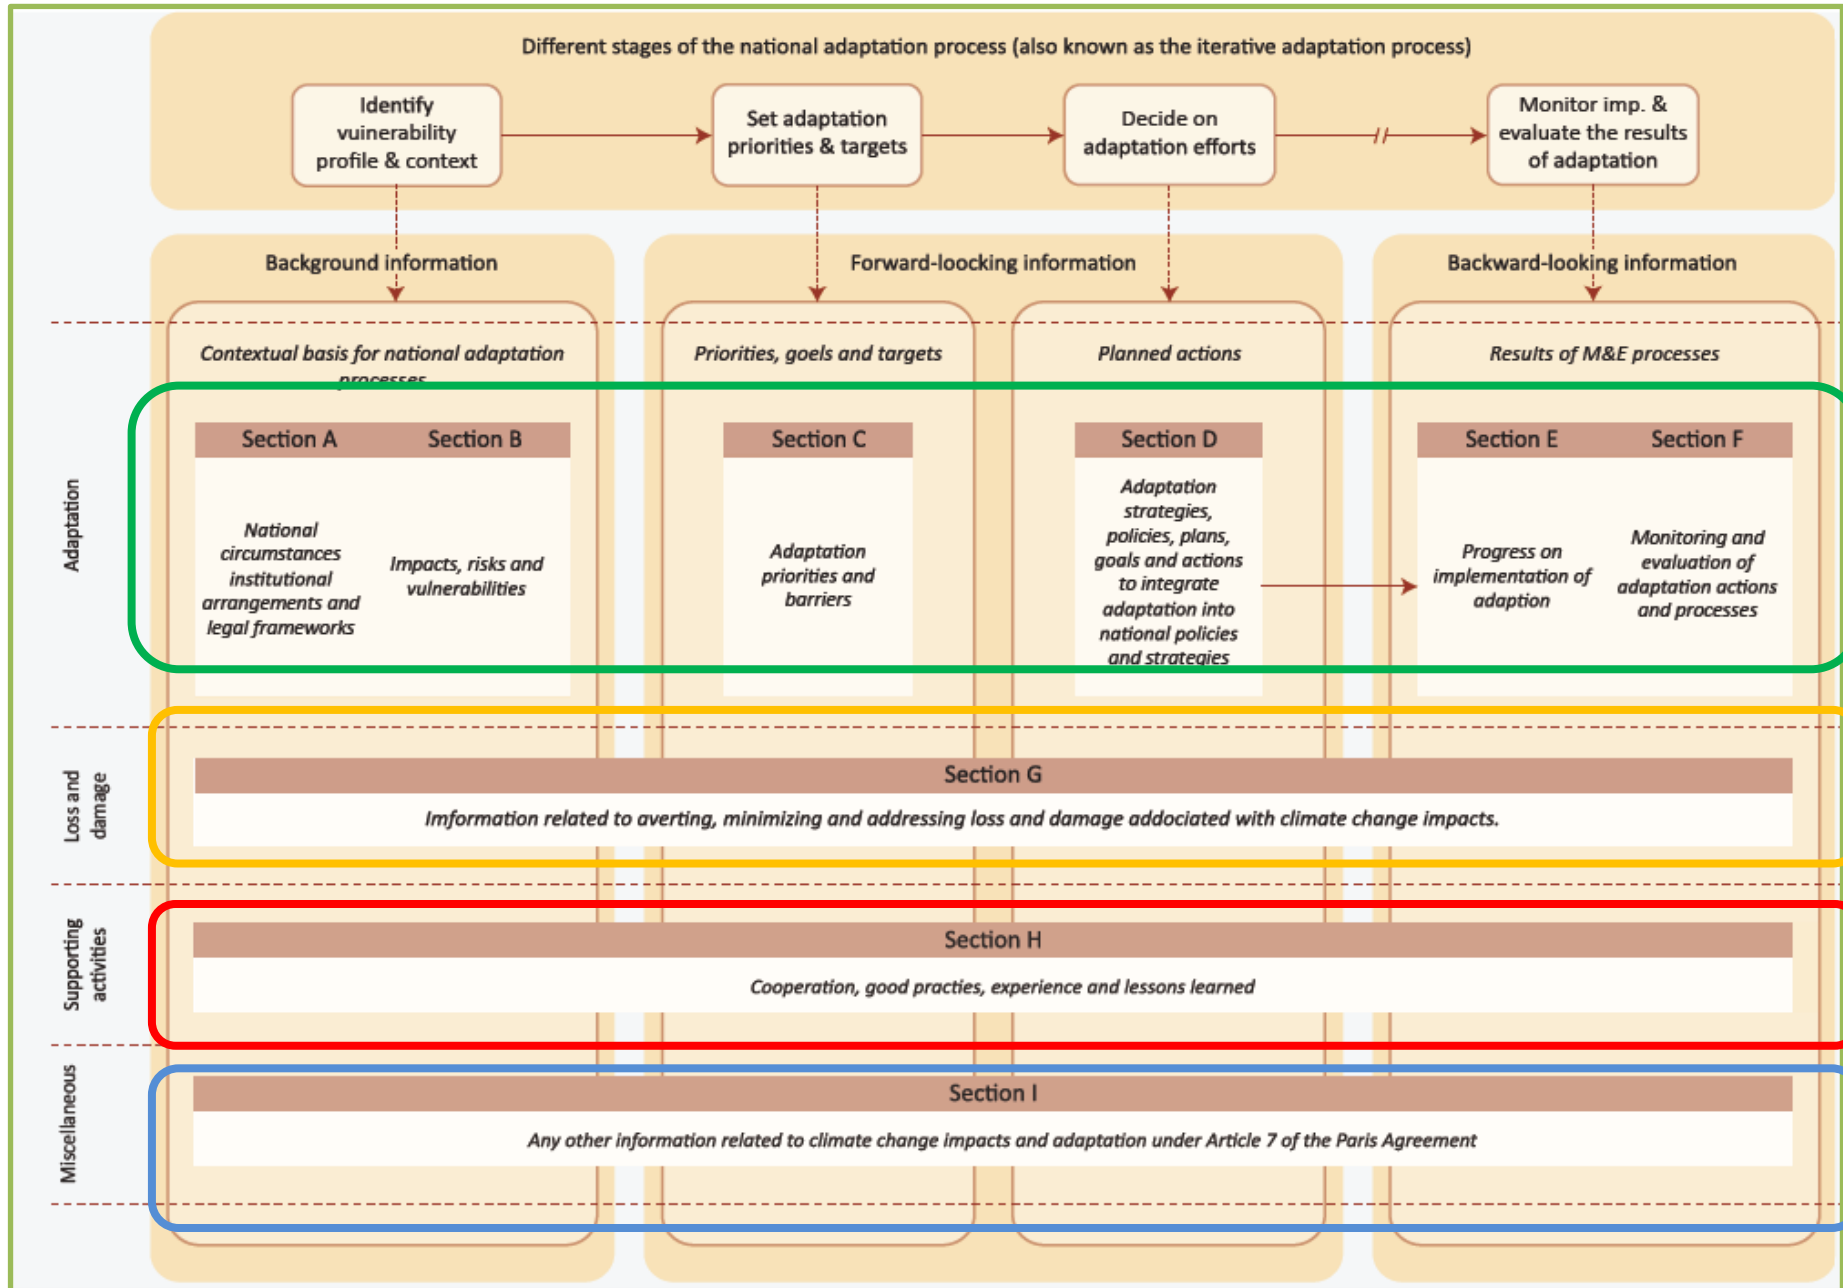 Different stages of the national adaptation process (also known as the iterative adaptation process)
Identify
vuinerability
profile & context
Set adaptation
priorities & targets
Decide on
adaptation efforts
Monitor imp. &
evaluate the results
of adaptation
Background information
Forward-loocking information
Backward-looking information
Contextual basis for national adaptation
processes
Priorities, goels and targets
Planned actions
Results of M&E processes
Adaptation
Section A
Section B
Section C
Section D
Section E
Section F
National
circumstances
institutional
arrangements and
legal frameworks
Impacts, risks and
vulnerabilities
Adaptation
priorities and
barriers
Adaptation
strategies,
policies, plans,
goals and actions
to integrate
adaptation into
national policies
and strategies
Progress on
implementation of
adaption
Monitoring and
evaluation of
adaptation actions
and processes
Loss and
damage
Section G
Imformation related to averting, minimizing and addressing loss and damage addociated with climate change impacts.
Supporting
activities
Section H
Cooperation, good practies, experience and lessons learned
Miscellaneous
Section I
Any other information related to climate change impacts and adaptation under Article 7 of the Paris Agreement